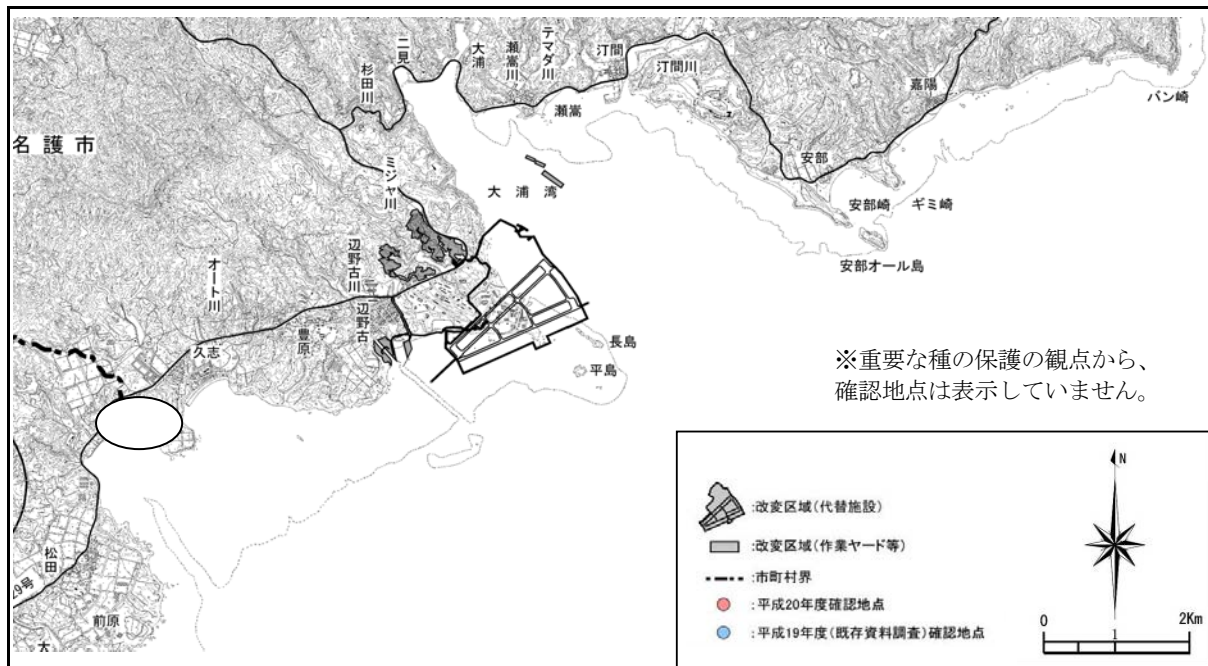 名護市
杉田川
二見
大浦
瀬嵩川
テマダ川
汀間
汀間川
瀬嵩
嘉陽
バン崎
安部
安部崎
ギミ崎
安部オール島
大浦湾
ミジャ川
辺野古川
辺野古
オート川
久志
豊原
長島
平島
松田
29号
前原
大
※重要な種の保護の観点から、
確認地点は表示していません。
:改変区域(代替施設)
:改変区域(作業ヤード等)
:市町村界
:平成20年度確認地点
:平成19年度(既存資料調査)確認地点
N
0 1 2Km